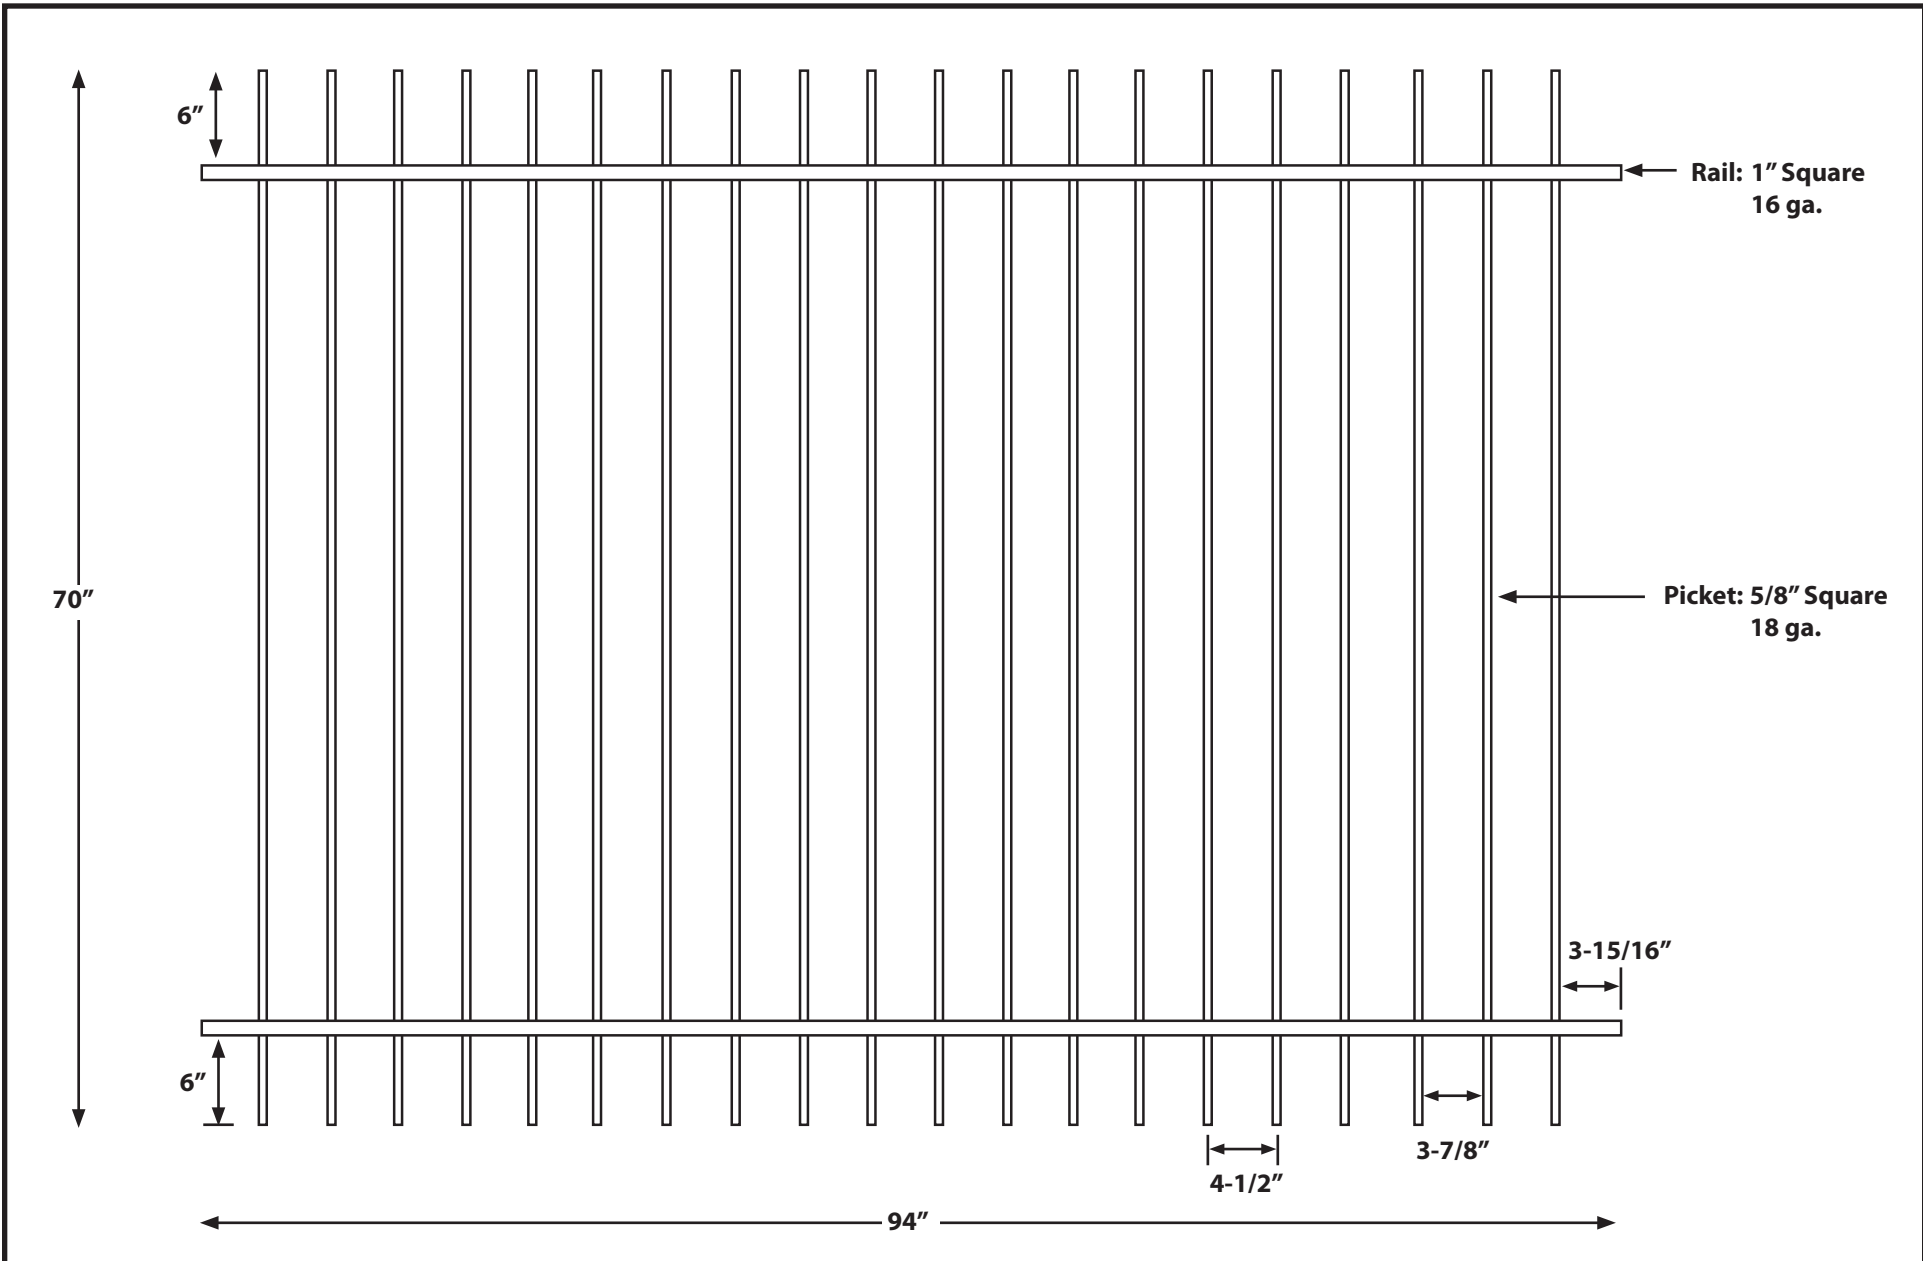 6”
Rail: 1” Square
16 ga.
70”
Picket: 5/8” Square
18 ga.
3-15/16”
6”
3-7/8”
4-1/2”
94”